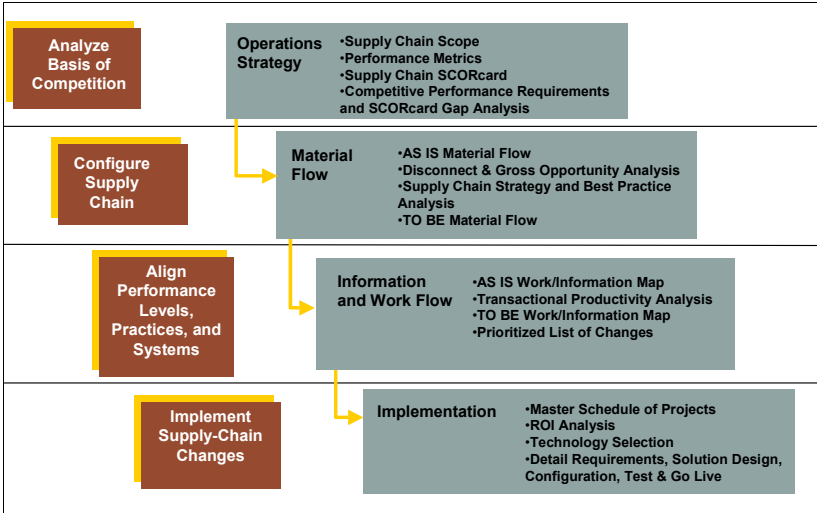 Analyze
Basis of
Competition
Operations
Strategy
•Supply Chain Scope
•Performance Metrics
•Supply Chain SCORcard
•Competitive Performance Requirements
and SCORcard Gap Analysis
Configure
Supply
Chain
Material
Flow
•AS IS Material Flow
•Disconnect & Gross Opportunity Analysis
•Supply Chain Strategy and Best Practice
Analysis
•TO BE Material Flow
Align
Performance
Levels,
Practices, and
Systems
Information
and Work Flow
•AS IS Work/Information Map
•Transactional Productivity Analysis
•TO BE Work/Information Map
•Prioritized List of Changes
Implement
Supply-Chain
Changes
Implementation
•Master Schedule of Projects
•ROI Analysis
•Technology Selection
•Detail Requirements, Solution Design,
Configuration, Test & Go Live